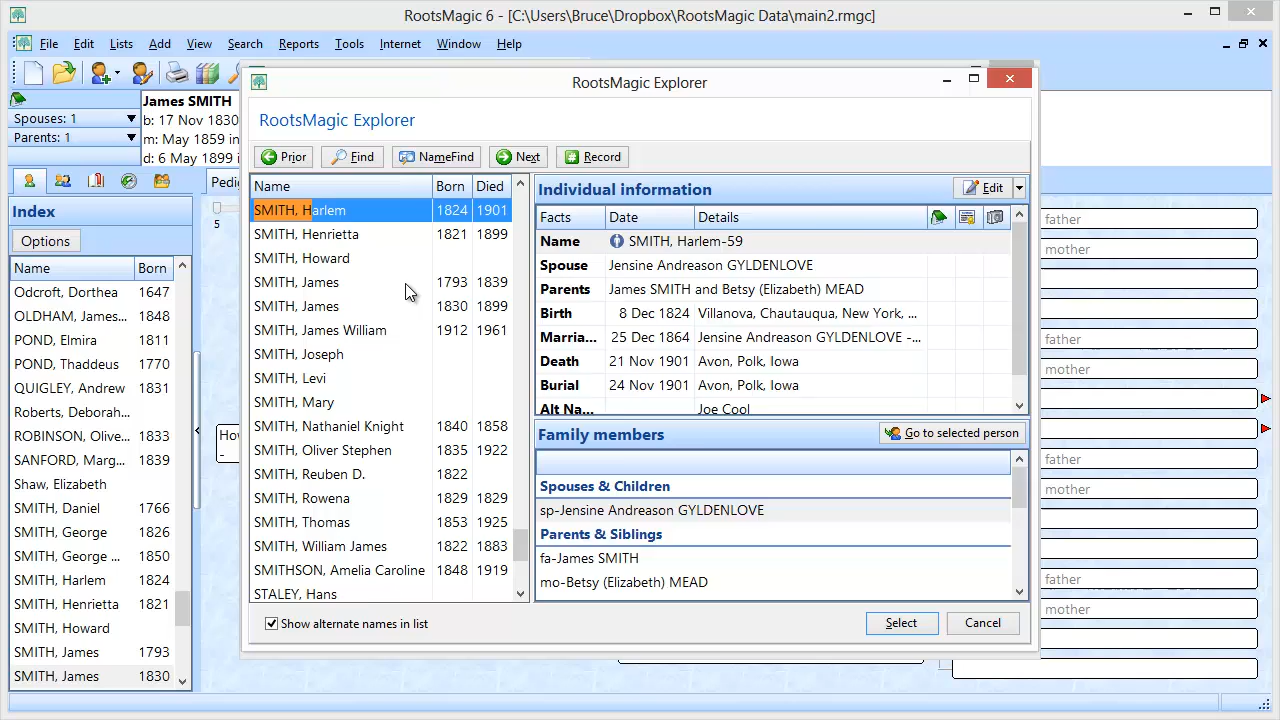 RootsMagic 6 - [C:\Users\Bruce\Dropbox\RootsMagic Data\main2.rmgc]
File Edit Lists Add View Search Reports Tools Internet Window Help
James SMITH
Spouses: 1
b: 17 Nov 1830
Parents: 1
m: May 1859 in
d: 6 May 1899 i
Index
Options
Name Born
Odcroft, Dorthea 1647
OLDHAM, James... 1848
POND, Elmira 1811
POND, Thaddeus 1770
QUIGLEY, Andrew 1831
Roberts, Deborah...
ROBINSON, Olive... 1833
SANFORD, Marg... 1839
Shaw, Elizabeth
SMITH, Daniel 1766
SMITH, George 1826
SMITH, George ... 1850
SMITH, Harlem 1824
SMITH, Henrietta 1821
SMITH, Howard
SMITH, James 1793
SMITH, James 1830
Pedig
5
Ho
-
RootsMagic Explorer
RootsMagic Explorer
Prior Find NameFind Next Record
Name Born Died
SMITH, Harlem 1824 1901
SMITH, Henrietta 1821 1899
SMITH, Howard
SMITH, James 1793 1839
SMITH, James 1830 1899
SMITH, James William 1912 1961
SMITH, Joseph
SMITH, Levi
SMITH, Mary
SMITH, Nathaniel Knight 1840 1858
SMITH, Oliver Stephen 1835 1922
SMITH, Reuben D. 1822
SMITH, Rowena 1829 1829
SMITH, Thomas 1853 1925
SMITH, William James 1822 1883
SMITHSON, Amelia Caroline 1848 1919
STALEY, Hans
Show alternate names in list
Individual information
Edit
Facts Date Details
Name SMITH, Harlem-59
Spouse Jensine Andreason GYLDENLOVE
Parents James SMITH and Betsy (Elizabeth) MEAD
Birth 8 Dec 1824 Villanova, Chautauqua, New York, ...
Marria... 25 Dec 1864 Jensine Andreason GYLDENLOVE -...
Death 21 Nov 1901 Avon, Polk, Iowa
Burial 24 Nov 1901 Avon, Polk, Iowa
Alt Na... Joe Cool
Family members
Go to selected person
Spouses & Children
sp-Jensine Andreason GYLDENLOVE
Parents & Siblings
fa-James SMITH
mo-Betsy (Elizabeth) MEAD
Select Cancel
father
mother
father
mother
father
mother
father
mother